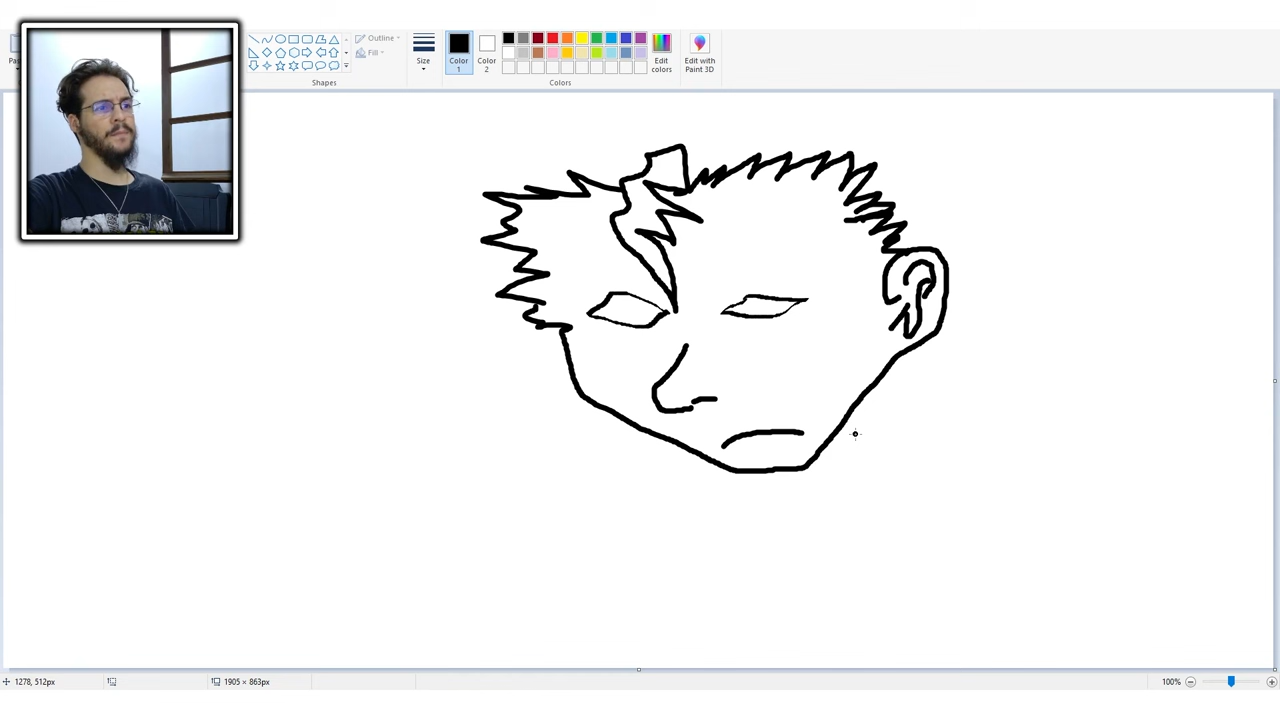 Pas
Outline
Fill
Size
Color
1
Color
2
Edit
colors
Edit with
Paint 3D
Shapes
Colors
1278, 512px
1905 × 863px
100%